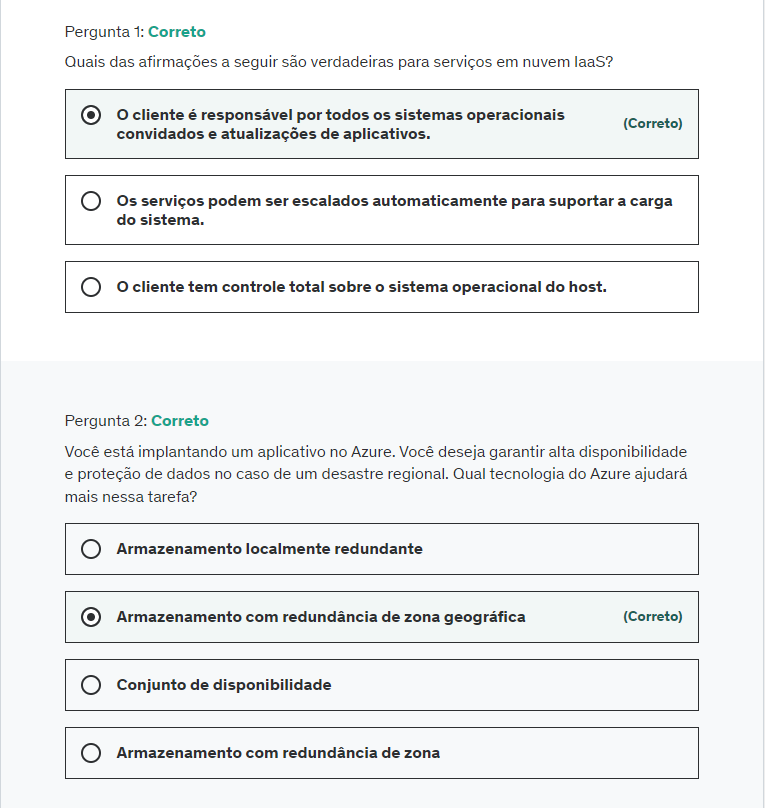 Pergunta 1: Correto
Quais das afirmações a seguir são verdadeiras para serviços em nuvem IaaS?
O cliente é responsável por todos os sistemas operacionais
convidados e atualizações de aplicativos.
(Correto)
Os serviços podem ser escalados automaticamente para suportar a carga
do sistema.
O cliente tem controle total sobre o sistema operacional do host.
Pergunta 2: Correto
Você está implantando um aplicativo no Azure. Você deseja garantir alta disponibilidade
e proteção de dados no caso de um desastre regional. Qual tecnologia do Azure ajudará
mais nessa tarefa?
Armazenamento localmente redundante
Armazenamento com redundância de zona geográfica
(Correto)
Conjunto de disponibilidade
Armazenamento com redundância de zona